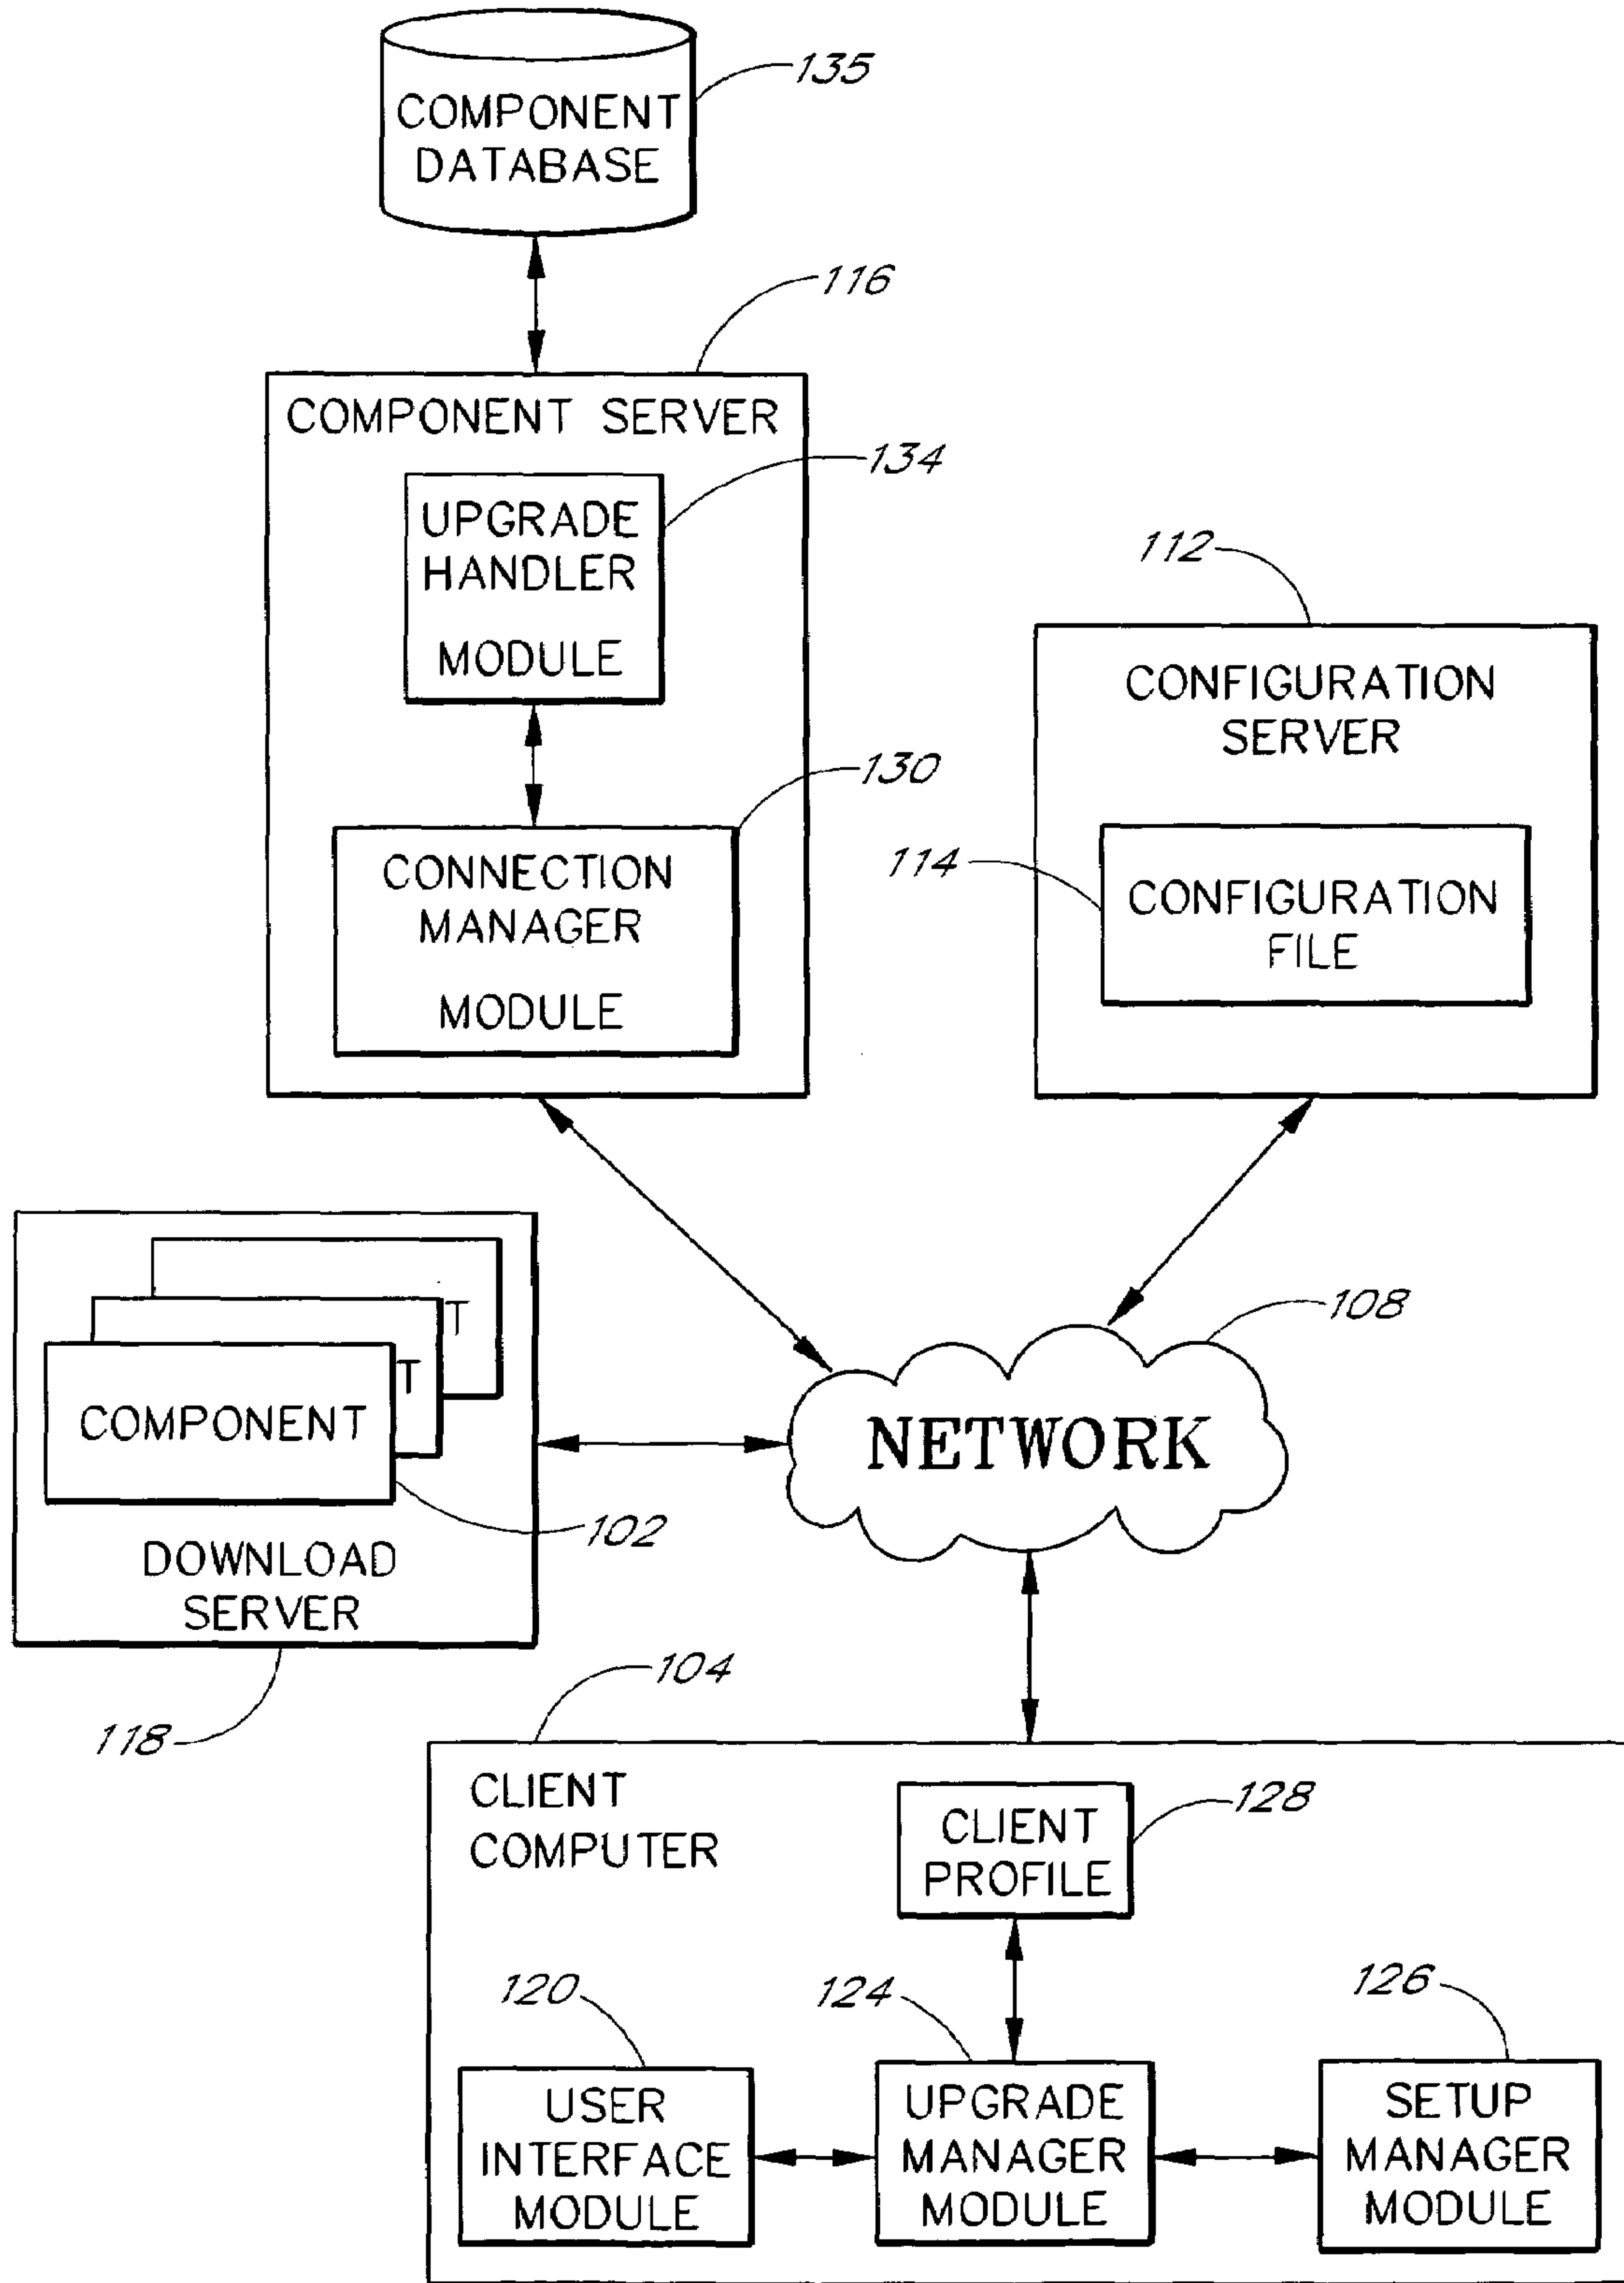 135
COMPONENT
DATABASE
116
COMPONENT SERVER
134
UPGRADE
HANDLER
MODULE
130
CONNECTION
MANAGER
MODULE
112
CONFIGURATION
SERVER
114
CONFIGURATION
FILE
T
T
COMPONENT
102
DOWNLOAD
SERVER
118
108
NETWORK
104
CLIENT
COMPUTER
128
CLIENT
PROFILE
120
124
126
USER
INTERFACE
MODULE
UPGRADE
MANAGER
MODULE
SETUP
MANAGER
MODULE